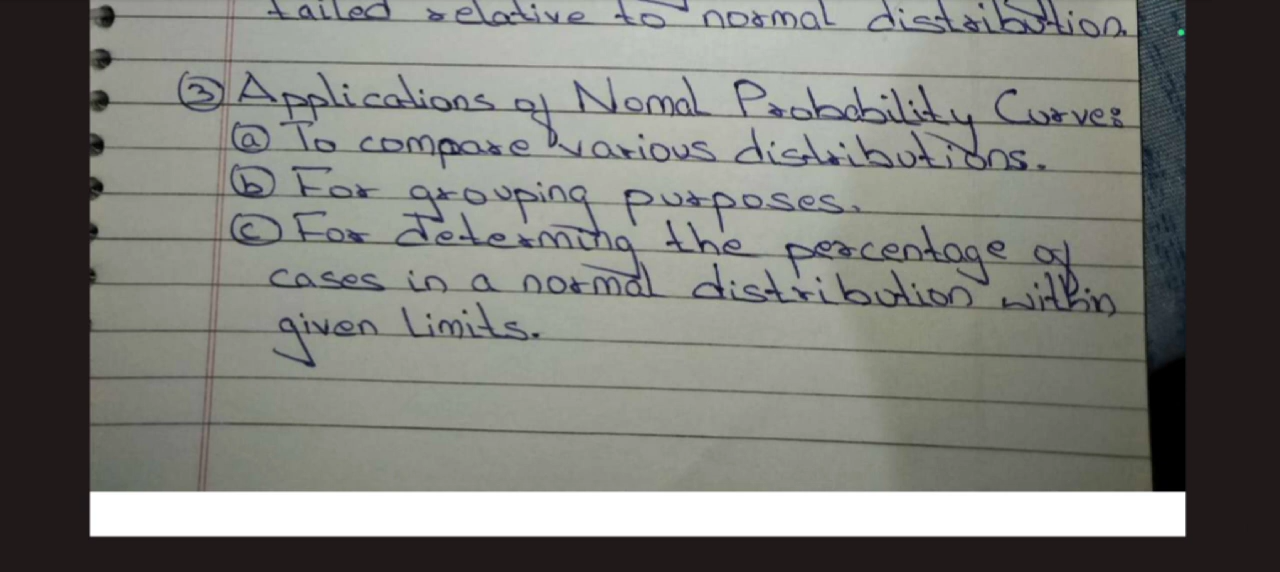 tailed relative to normal distribution.
③ Applications of Nomal Probability Curve:
ⓐ To compare various distributions.
ⓑ For grouping purposes.
ⓒ For determing the percentage of
cases in a normal distribution within
given limits.